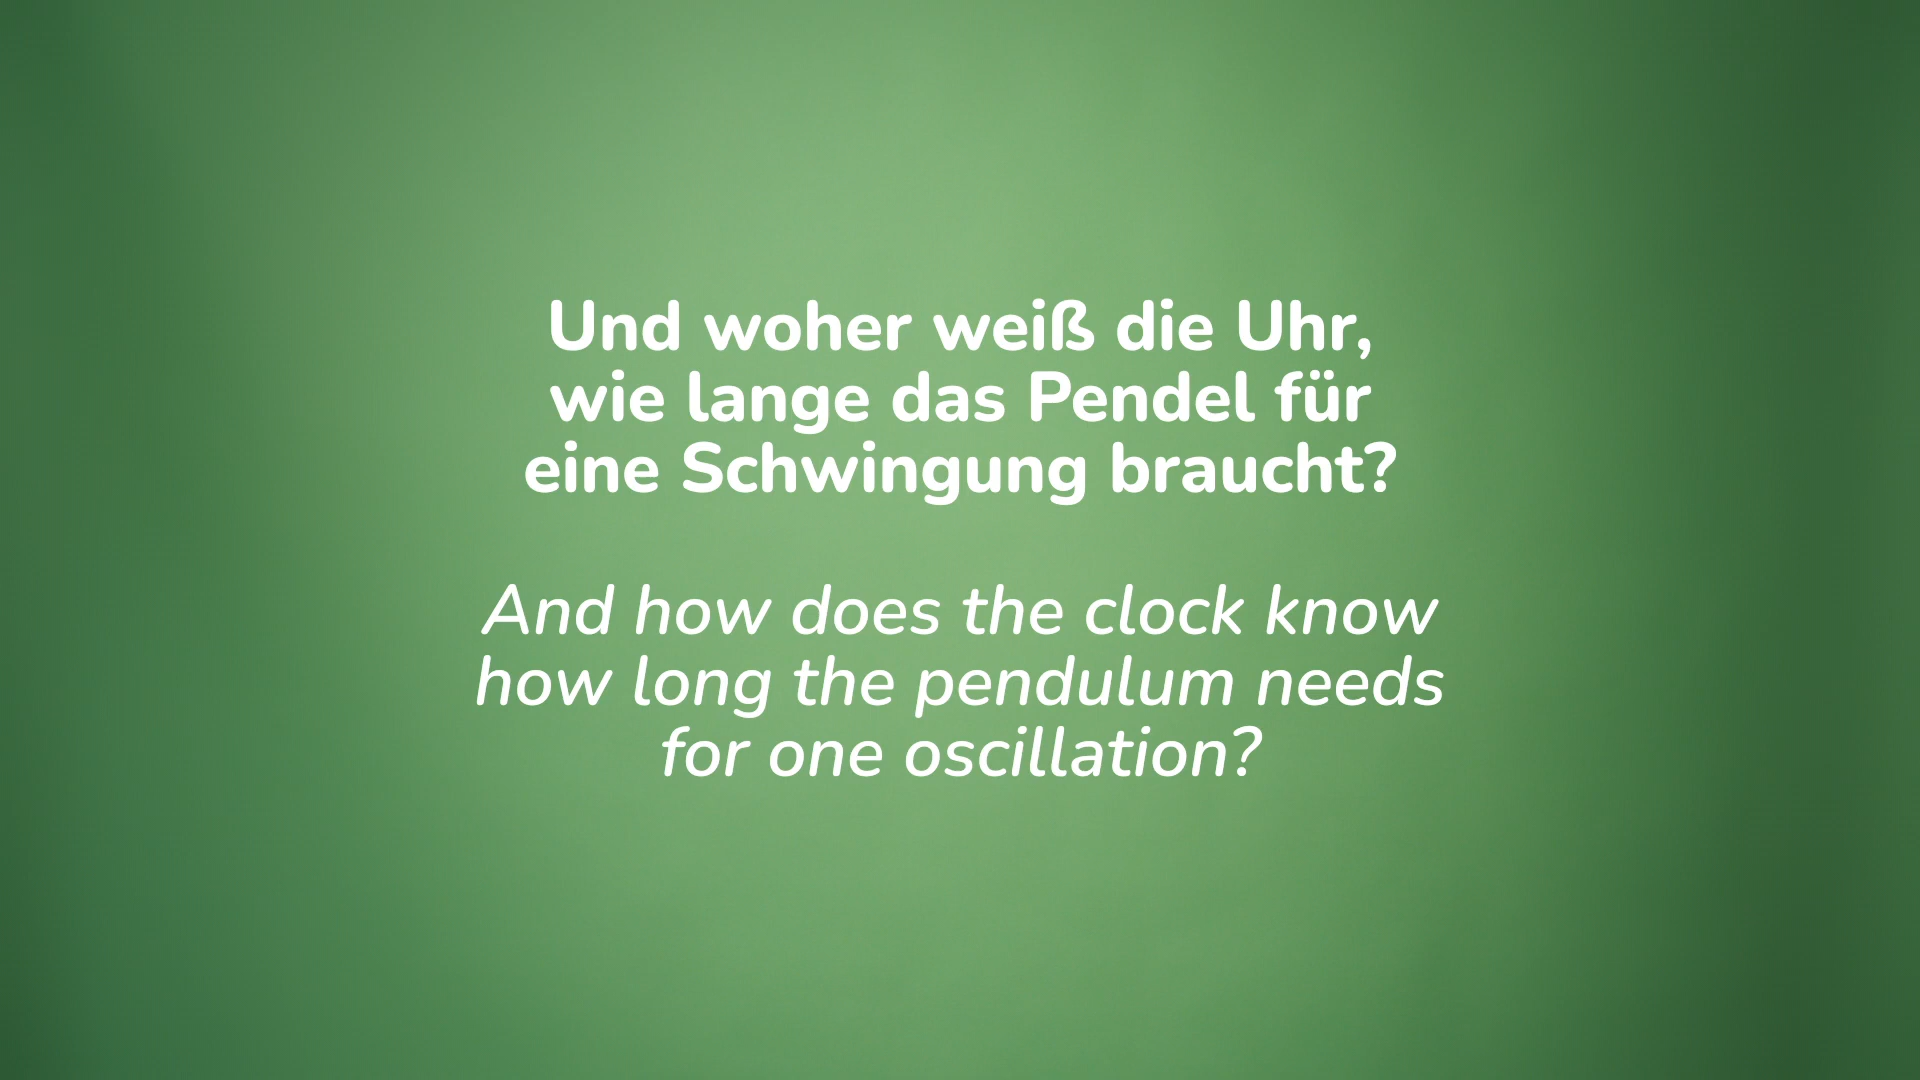 Und woher weiß die Uhr,
wie lange das Pendel für
eine Schwingung braucht?
And how does the clock know
how long the pendulum needs
for one oscillation?